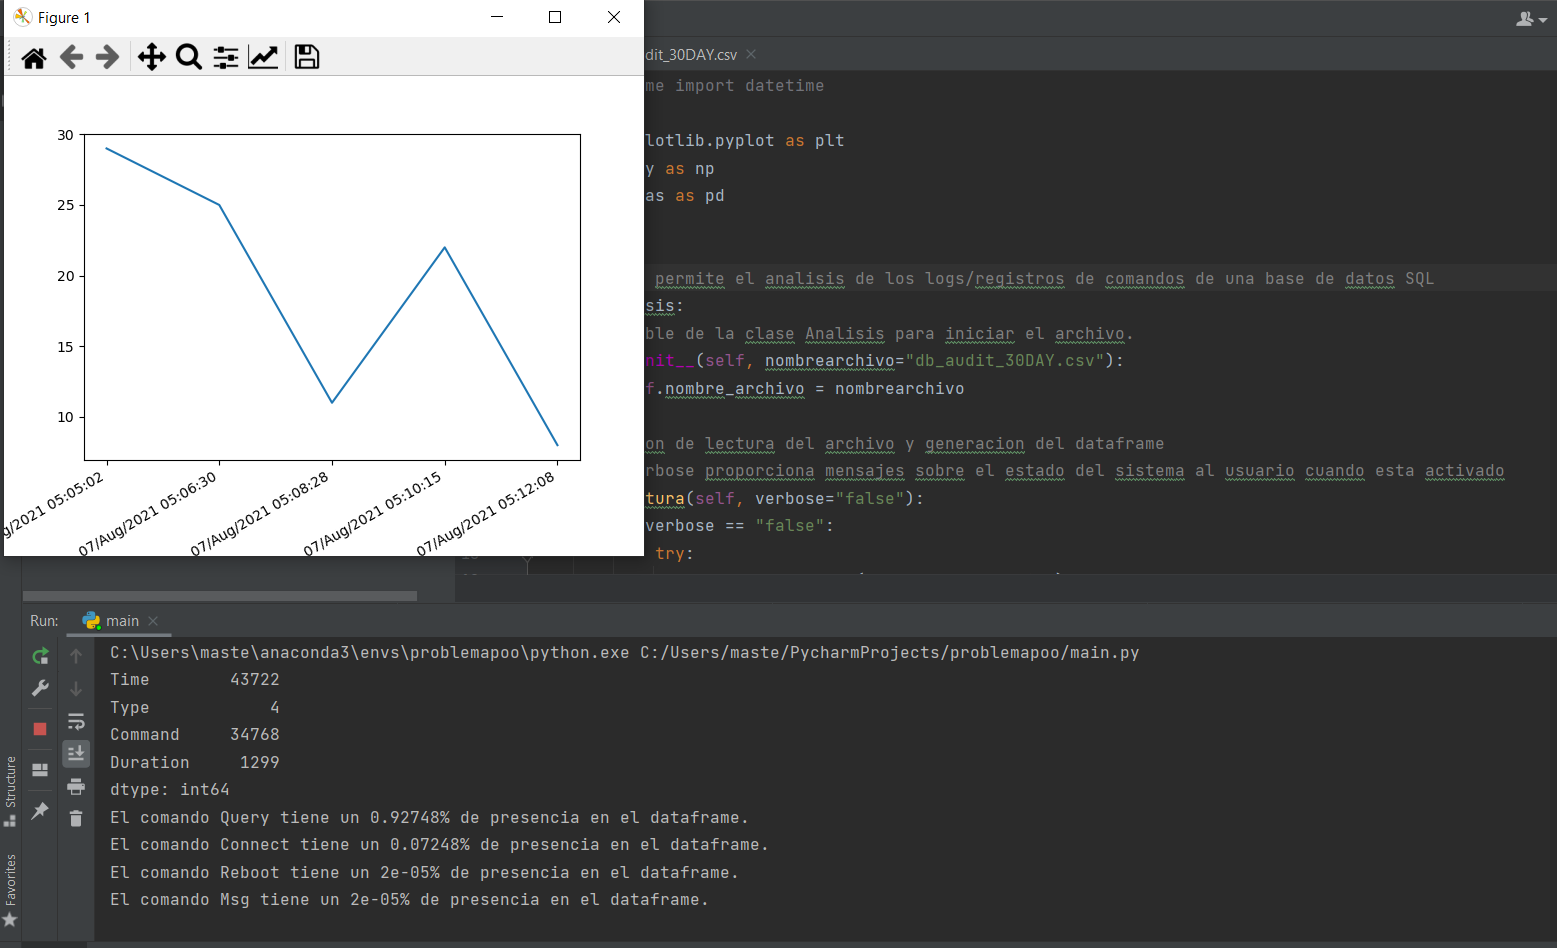 Figure 1
dit_30DAY.csv
me import datetime
lotlib.pyplot as plt
y as np
as as pd
permite el analisis de los logs/registros de comandos de una base de datos SQL
sis:
ble de la clase Analisis para iniciar el archivo.
nit__(self, nombrearchivo="db_audit_30DAY.csv"):
f.nombre_archivo = nombrearchivo
on de lectura del archivo y generacion del dataframe
rbose proporciona mensajes sobre el estado del sistema al usuario cuando esta activado
tura(self, verbose="false"):
verbose == "false":
try:
30
25
20
15
10
g/2021 05:05:02
07/Aug/2021 05:06:30
07/Aug/2021 05:08:28
07/Aug/2021 05:10:15
07/Aug/2021 05:12:08
Run: main
C:\Users\maste\anaconda3\envs\problemapoo\python.exe C:/Users/maste/PycharmProjects/problemapoo/main.py
Time 43722
Type 4
Command 34768
Duration 1299
dtype: int64
El comando Query tiene un 0.92748% de presencia en el dataframe.
El comando Connect tiene un 0.07248% de presencia en el dataframe.
El comando Reboot tiene un 2e-05% de presencia en el dataframe.
El comando Msg tiene un 2e-05% de presencia en el dataframe.
Structure
Favorites